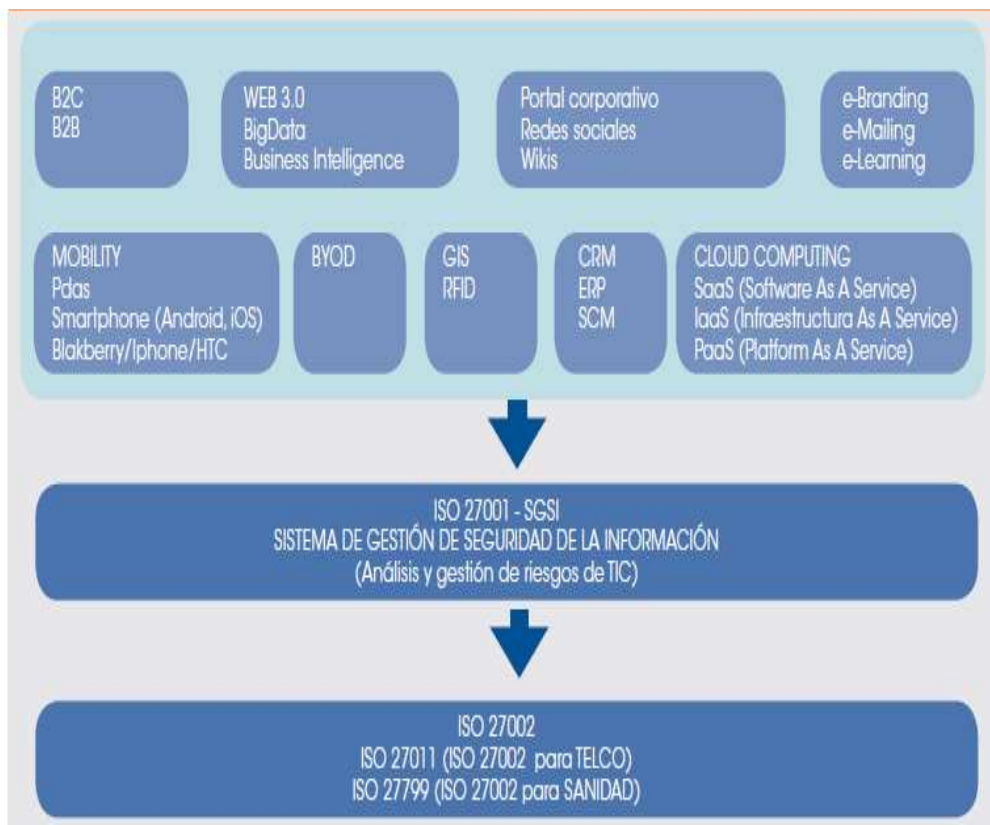 B2C
B2B
WEB 3.0
BigData
Business Intelligence
Portal corporativo
Redes sociales
Wikis
e-Branding
e-Mailing
e-Learning
MOBILITY
Pdas
Smartphone (Android, iOS)
Blakberry/Iphone/HTC
BYOD
GIS
RFID
CRM
ERP
SCM
CLOUD COMPUTING
SaaS (Software As A Service)
IaaS (Infraestructura As A Service)
PaaS (Platform As A Service)
ISO 27001 - SGSI
SISTEMA DE GESTIÓN DE SEGURIDAD DE LA INFORMACIÓN
(Análisis y gestión de riesgos de TIC)
ISO 27002
ISO 27011 (ISO 27002 para TELCO)
ISO 27799 (ISO 27002 para SANIDAD)